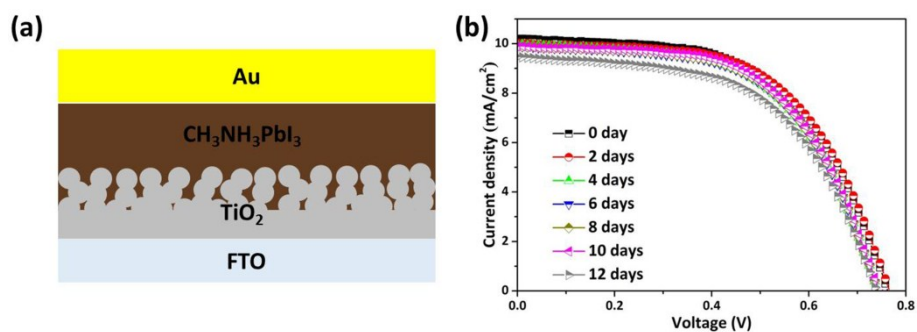 (a)
Au
CH₃NH₃PbI₃
TiO₂
FTO
(b)
Current density (mA/cm²)
10
8
6
4
2
0
0 day
2 days
4 days
6 days
8 days
10 days
12 days
0.0
0.2
0.4
0.6
0.8
Voltage (V)